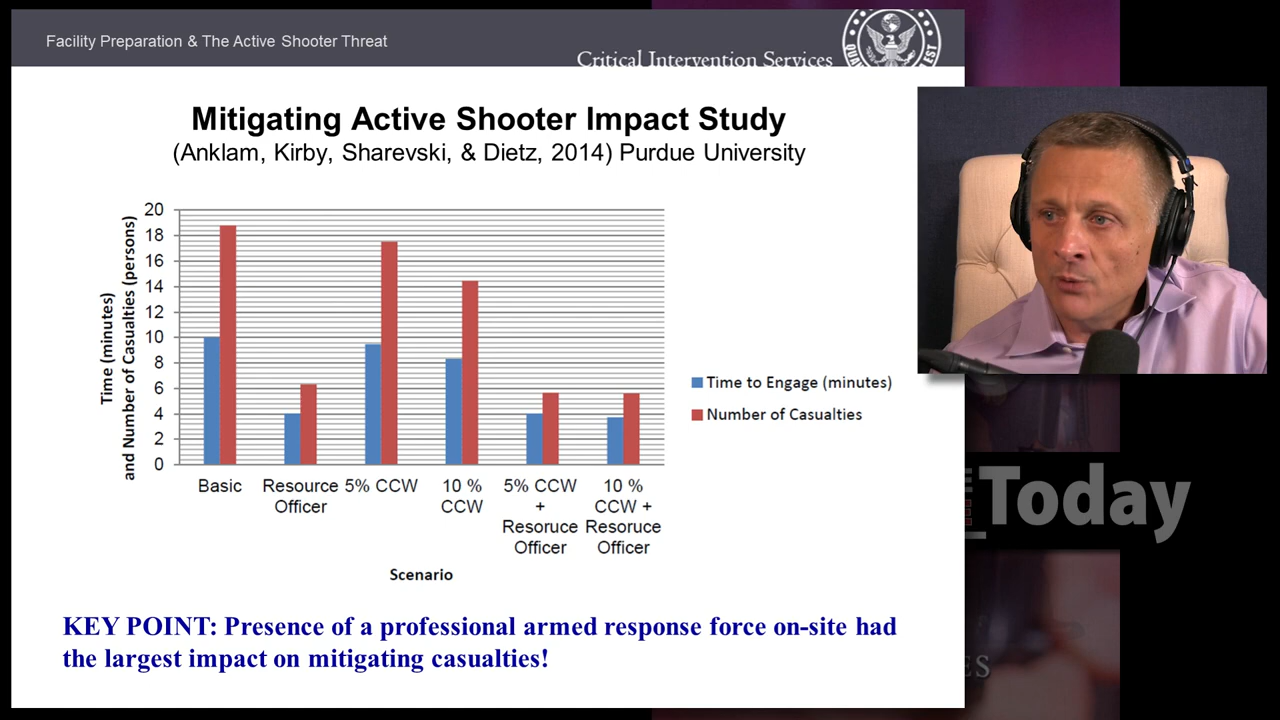 Facility Preparation & The Active Shooter Threat
Critical Intervention Services
Mitigating Active Shooter Impact Study
(Anklam, Kirby, Sharevski, & Dietz, 2014) Purdue University
Time (minutes)
and Number of Casualties (persons)
20
18
16
14
12
10
8
6
4
2
0
Basic
Resource
Officer
5% CCW
10 %
CCW
5% CCW
+
Resoruce
Officer
10 %
CCW +
Resoruce
Officer
Scenario
Time to Engage (minutes)
Number of Casualties
KEY POINT: Presence of a professional armed response force on-site had
the largest impact on mitigating casualties!
Today